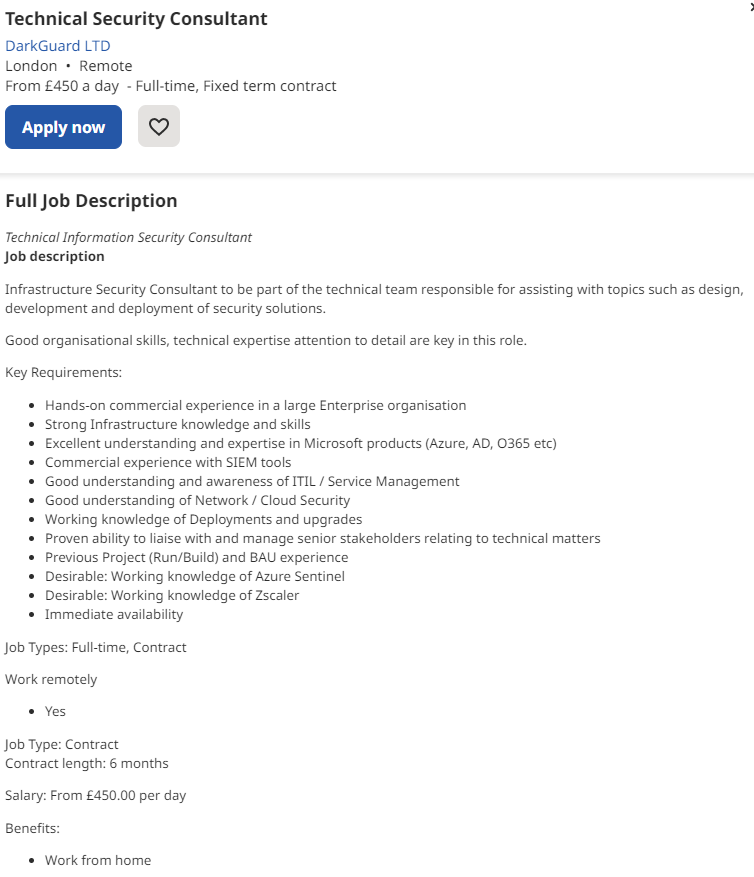 Technical Security Consultant
DarkGuard LTD
London • Remote
From £450 a day - Full-time, Fixed term contract
Apply now
Full Job Description
Technical Information Security Consultant
Job description
Infrastructure Security Consultant to be part of the technical team responsible for assisting with topics such as design,
development and deployment of security solutions.
Good organisational skills, technical expertise attention to detail are key in this role.
Key Requirements:
• Hands-on commercial experience in a large Enterprise organisation
• Strong Infrastructure knowledge and skills
• Excellent understanding and expertise in Microsoft products (Azure, AD, O365 etc)
• Commercial experience with SIEM tools
• Good understanding and awareness of ITIL / Service Management
• Good understanding of Network / Cloud Security
• Working knowledge of Deployments and upgrades
• Proven ability to liaise with and manage senior stakeholders relating to technical matters
• Previous Project (Run/Build) and BAU experience
• Desirable: Working knowledge of Azure Sentinel
• Desirable: Working knowledge of Zscaler
• Immediate availability
Job Types: Full-time, Contract
Work remotely
• Yes
Job Type: Contract
Contract length: 6 months
Salary: From £450.00 per day
Benefits:
• Work from home